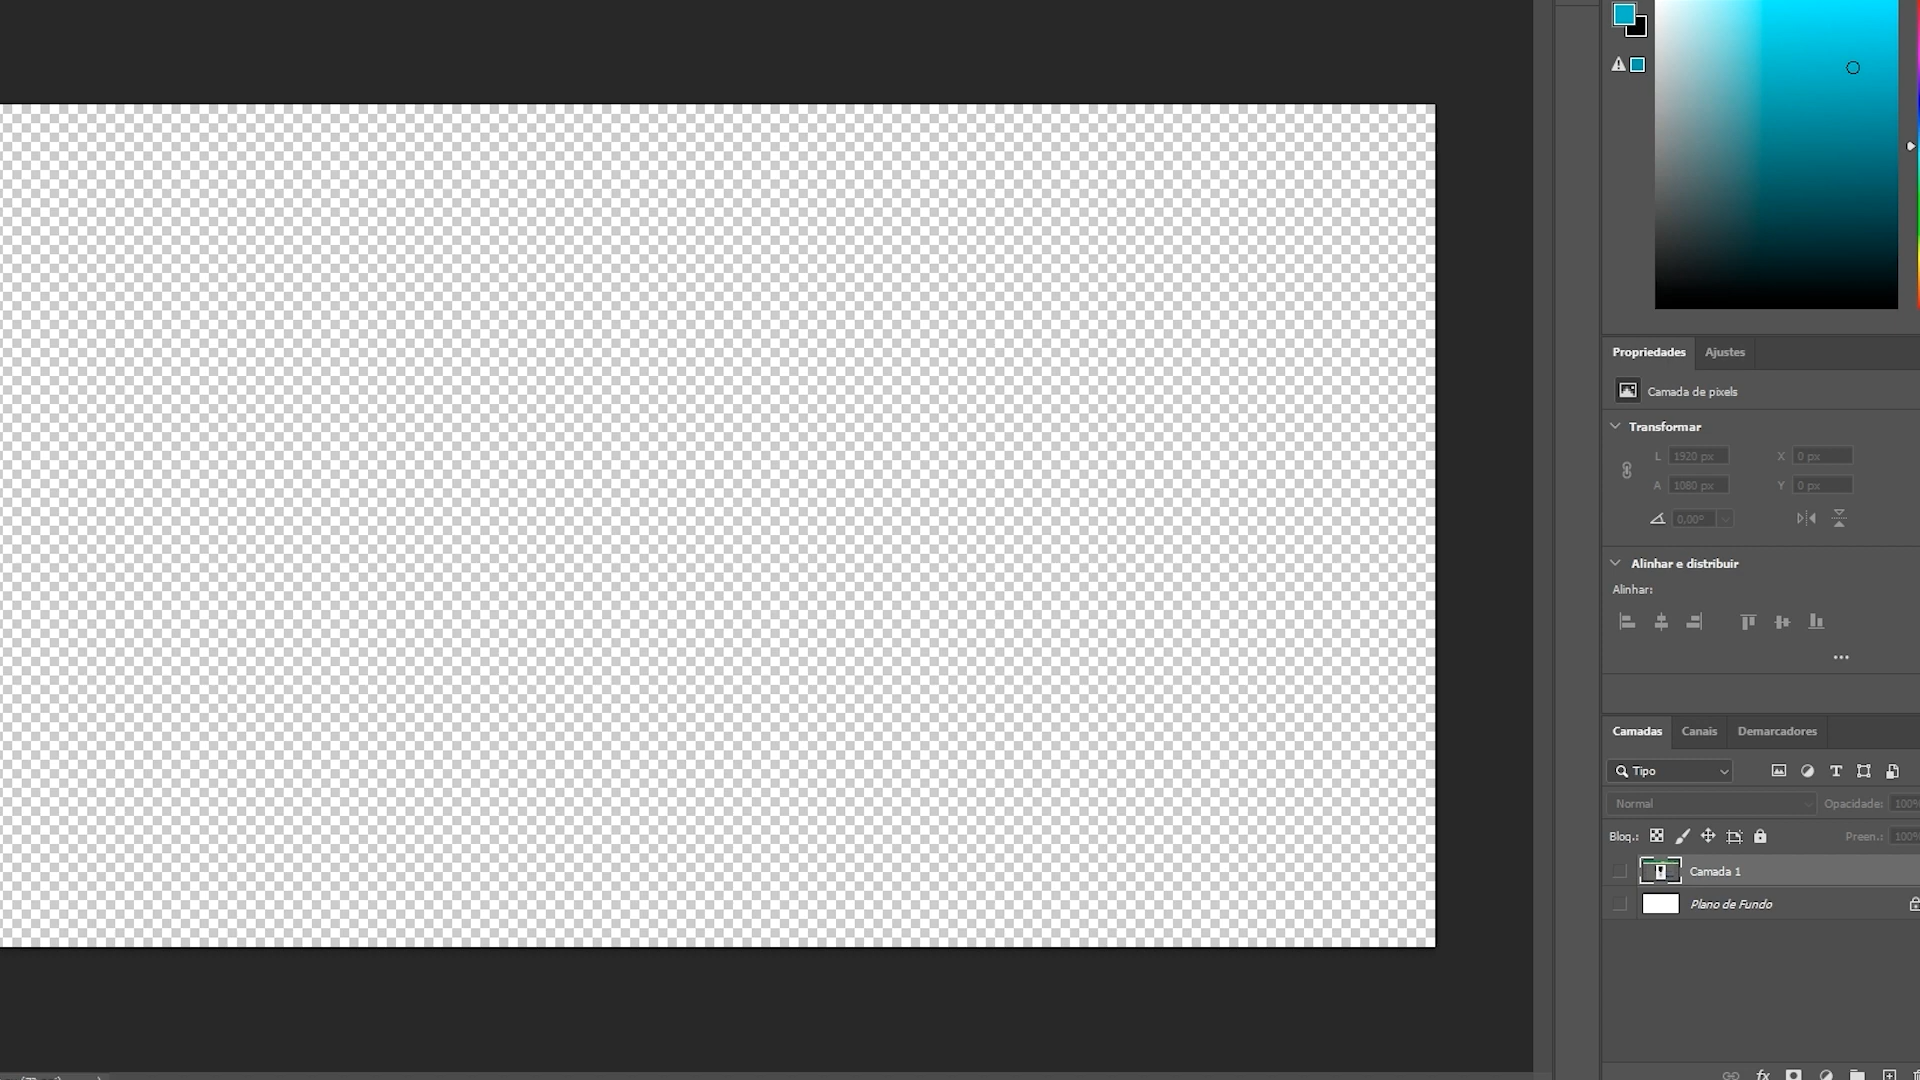 Propriedades Ajustes
Camada de pixels
Transformar
L 1920 px X 0 px
A 1080 px Y 0 px
0,00°
Alinhar e distribuir
Alinhar:
Camadas Canais Demarcadores
Tipo
Normal Opacidade: 100%
Bloq.: Preen.: 100%
Camada 1
Plano de Fundo
fx